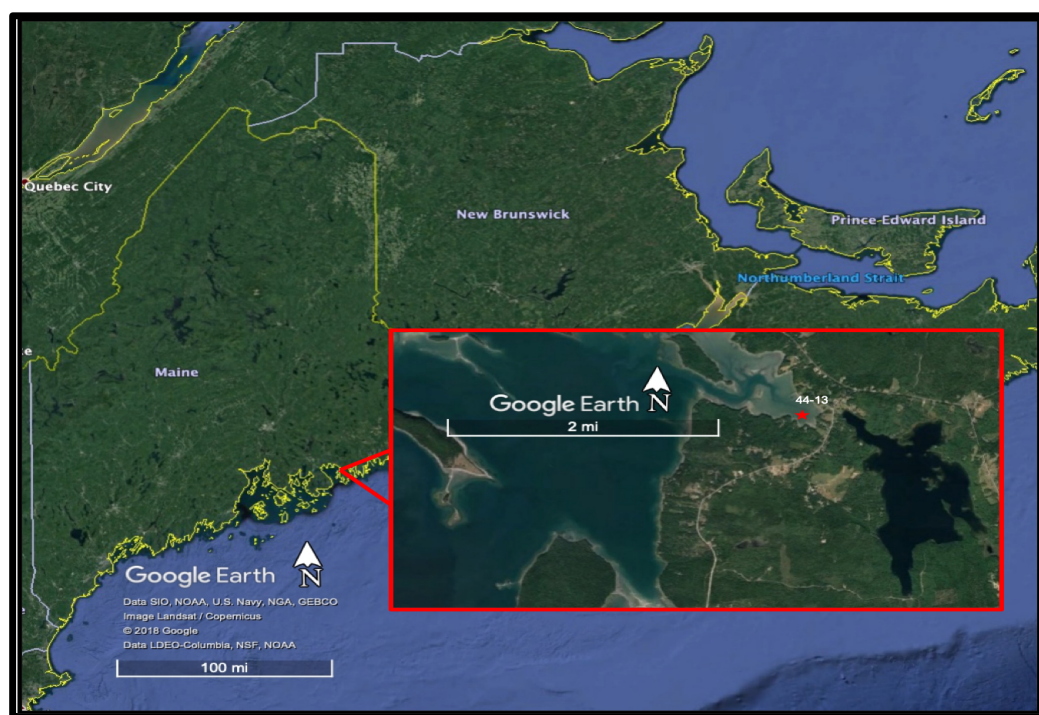 Quebec City
New Brunswick
Prince Edward Island
Northumberland Strait
Maine
Google Earth
N
2 mi
44-13
Google Earth
N
Data SIO, NOAA, U.S. Navy, NGA, GEBCO
Image Landsat / Copernicus
© 2018 Google
Data LDEO-Columbia, NSF, NOAA
100 mi